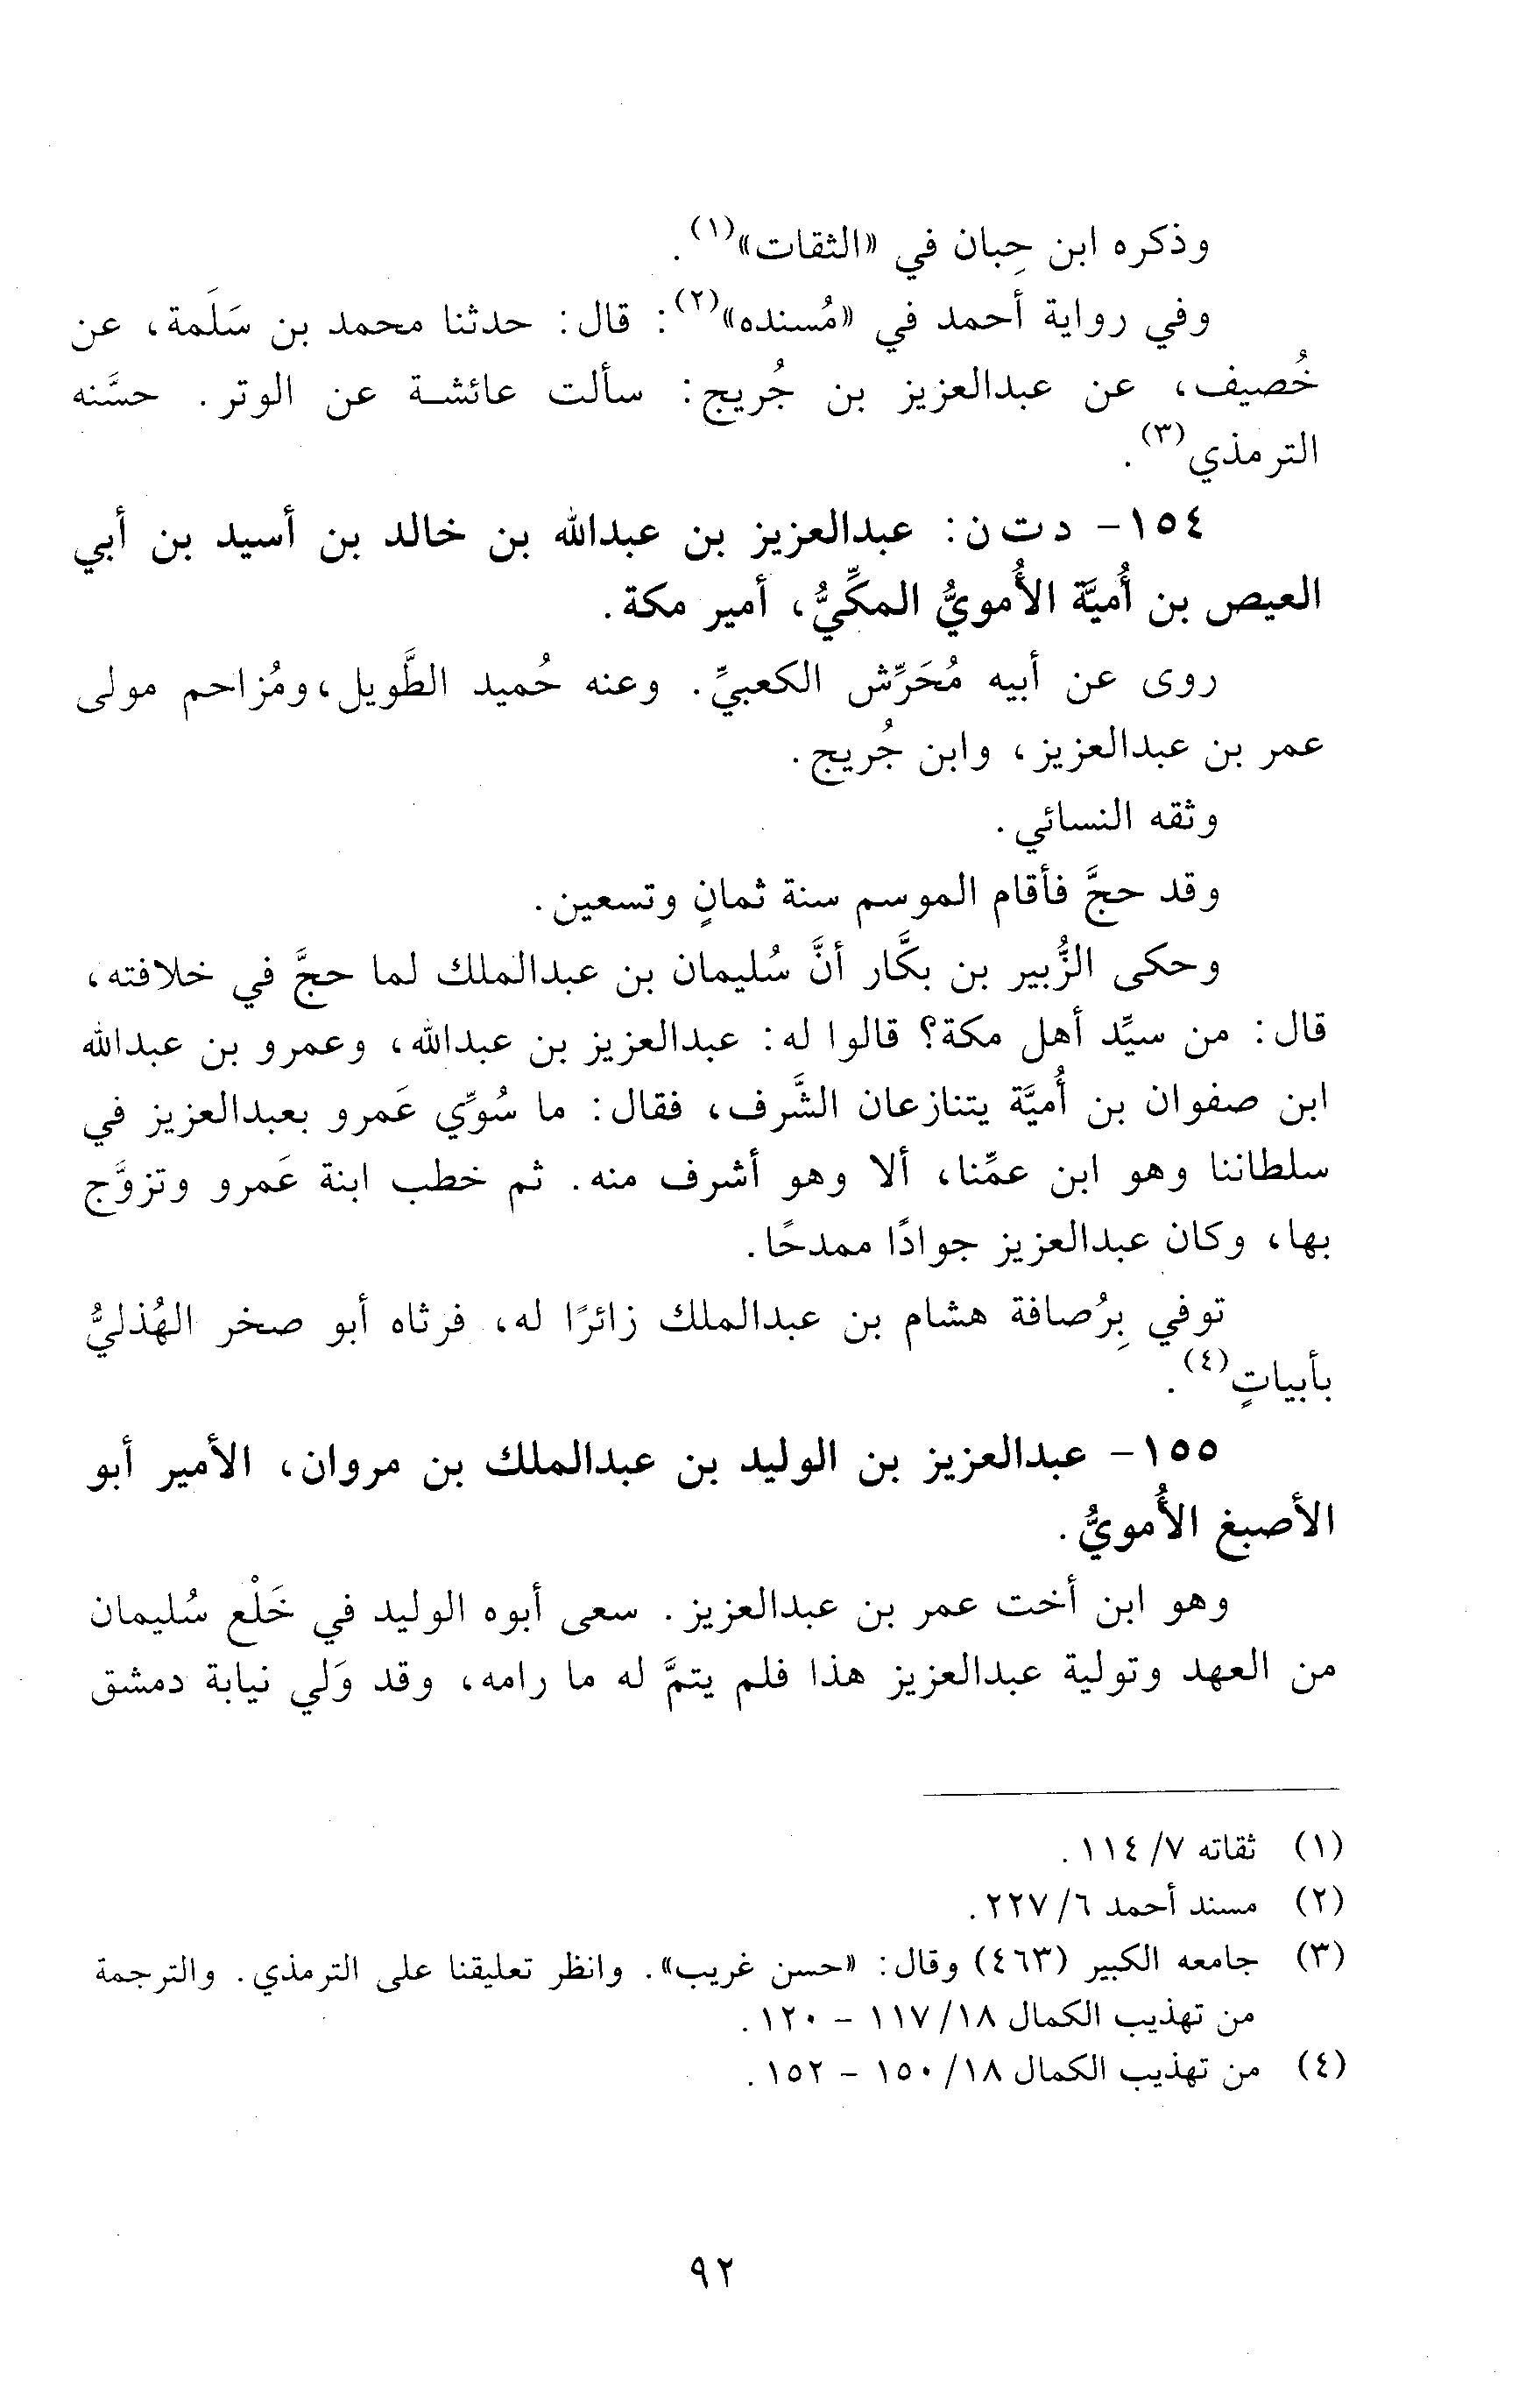 وذكره ابن حِبان في «الثقات»(١).
وفي رواية أحمد في «مُسنده»(٢): قال: حدثنا محمد بن سَلَمة، عن
خُصيف، عن عبدالعزيز بن جُريج: سألت عائشة عن الوتر. حسَّنه
الترمذي(٣).
١٥٤- د ت ن: عبدالعزيز بن عبدالله بن خالد بن أسيد بن أبي
العيص بن أُميَّة الأُمويُّ المكِّيُّ، أمير مكة.
روى عن أبيه مُحَرِّش الكعبيِّ. وعنه حُميد الطَّويل، ومُزاحم مولى
عمر بن عبدالعزيز، وابن جُريج.
وثقه النسائي.
وقد حجَّ فأقام الموسم سنة ثمانٍ وتسعين.
وحكى الزُّبير بن بكَّار أنَّ سُليمان بن عبدالملك لما حجَّ في خلافته،
قال: من سيِّد أهل مكة؟ قالوا له: عبدالعزيز بن عبدالله، وعمرو بن عبدالله
ابن صفوان بن أُميَّة يتنازعان الشَّرف، فقال: ما سُوِّي عَمرو بعبدالعزيز في
سلطاننا وهو ابن عمِّنا، ألا وهو أشرف منه. ثم خطب ابنة عَمرو وتزوَّج
بها، وكان عبدالعزيز جوادًا ممدحًا.
توفي بِرُصافة هشام بن عبدالملك زائرًا له، فرثاه أبو صخر الهُذليُّ
بأبياتٍ(٤).
١٥٥- عبدالعزيز بن الوليد بن عبدالملك بن مروان، الأمير أبو
الأصبغ الأُمويُّ.
وهو ابن أخت عمر بن عبدالعزيز. سعى أبوه الوليد في خَلْع سُليمان
من العهد وتولية عبدالعزيز هذا فلم يتمَّ له ما رامه، وقد وَلي نيابة دمشق
(١) ثقاته ٧/ ١١٤.
(٢) مسند أحمد ٦/ ٢٢٧.
(٣) جامعه الكبير (٤٦٣) وقال: «حسن غريب». وانظر تعليقنا على الترمذي. والترجمة
من تهذيب الكمال ١٨/ ١١٧ - ١٢٠.
(٤) من تهذيب الكمال ١٨/ ١٥٠ - ١٥٢.
٩٢